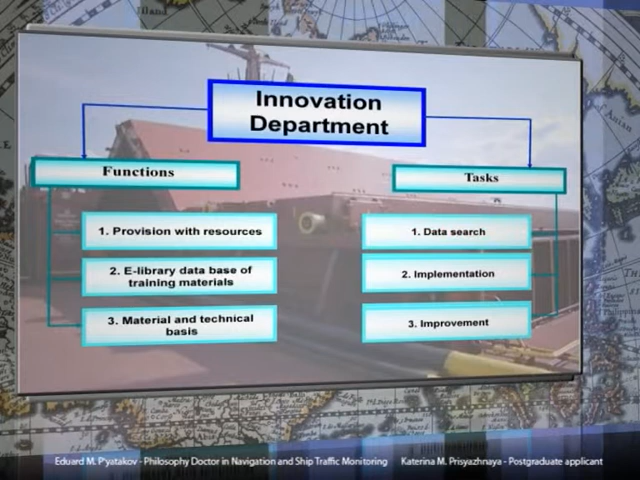 Innovation
Department
Functions
Tasks
1. Provision with resources
2. E-library data base of
training materials
3. Material and technical
basis
1. Data search
2. Implementation
3. Improvement
Eduard M. P'yatakov - Philosophy Doctor in Navigation and Ship Traffic Monitoring Katerina M. Prisyazhnaya - Postgraduate applicant